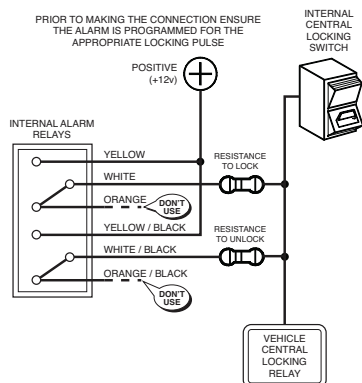 PRIOR TO MAKING THE CONNECTION ENSURE
THE ALARM IS PROGRAMMED FOR THE
APPROPRIATE LOCKING PULSE
INTERNAL
CENTRAL
LOCKING
SWITCH
POSITIVE
(+12v)
INTERNAL ALARM
RELAYS
YELLOW
WHITE
RESISTANCE
TO LOCK
ORANGE
DON'T
USE
YELLOW / BLACK
WHITE / BLACK
RESISTANCE
TO UNLOCK
ORANGE / BLACK
DON'T
USE
VEHICLE
CENTRAL
LOCKING
RELAY